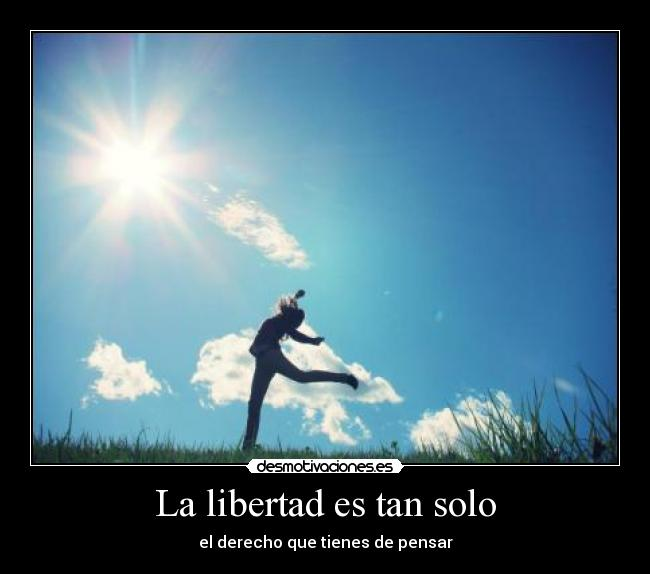 desmotivaciones.es
La libertad es tan solo
el derecho que tienes de pensar